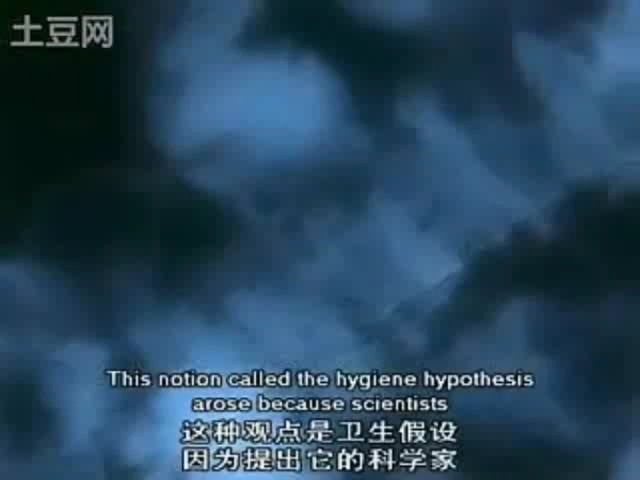 土豆网
This notion called the hygiene hypothesis
arose because scientists
这种观点是卫生假设
因为提出它的科学家